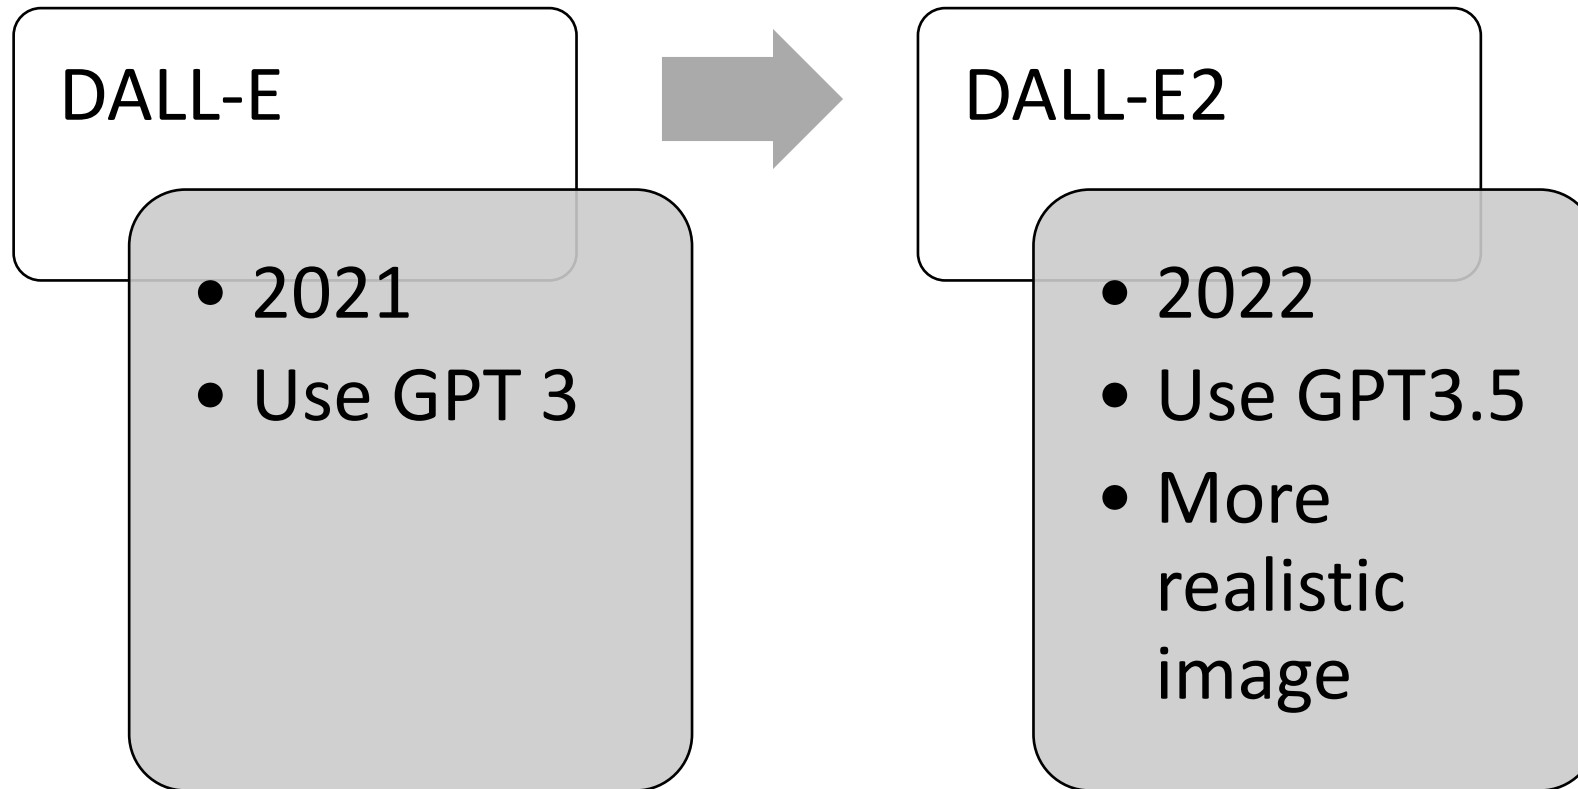 DALL-E
• 2021
• Use GPT 3
DALL-E2
• 2022
• Use GPT3.5
• More
realistic
image